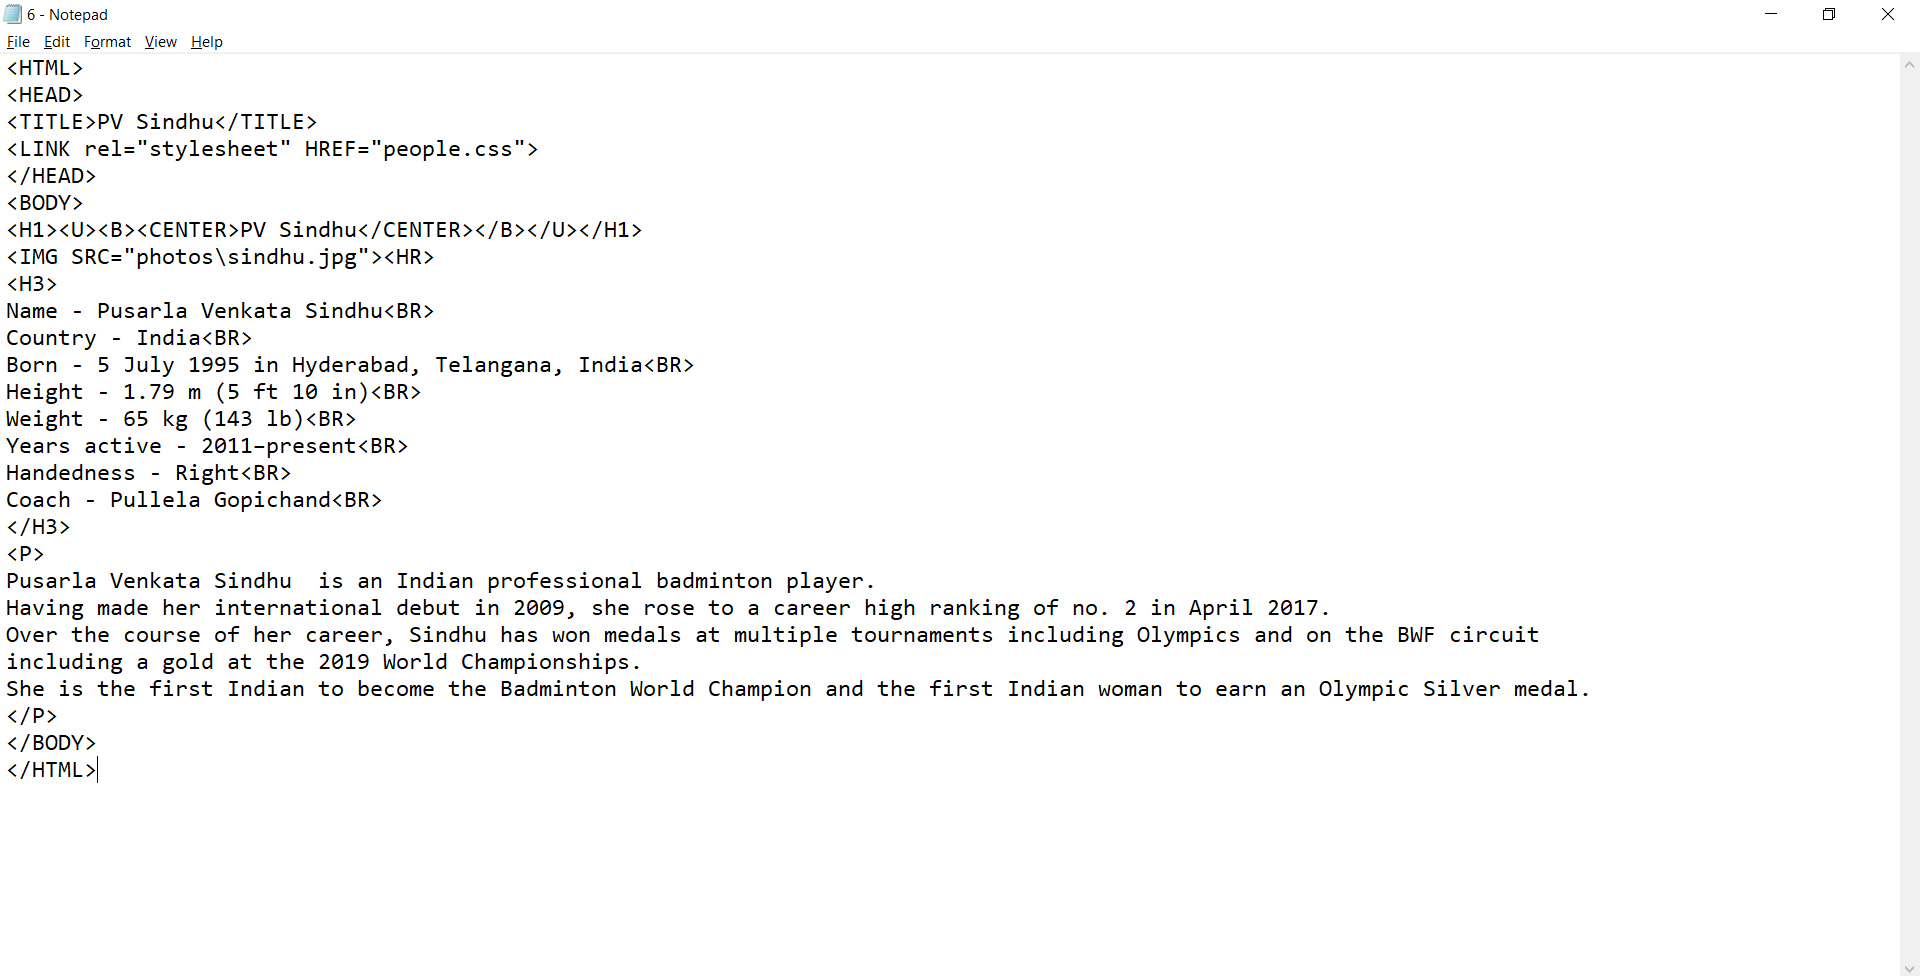 6 - Notepad
File Edit Format View Help
<HTML>
<HEAD>
<TITLE>PV Sindhu</TITLE>
<LINK rel="stylesheet" HREF="people.css">
</HEAD>
<BODY>
<H1><U><B><CENTER>PV Sindhu</CENTER></B></U></H1>
<IMG SRC="photos\sindhu.jpg"><HR>
<H3>
Name - Pusarla Venkata Sindhu<BR>
Country - India<BR>
Born - 5 July 1995 in Hyderabad, Telangana, India<BR>
Height - 1.79 m (5 ft 10 in)<BR>
Weight - 65 kg (143 lb)<BR>
Years active - 2011–present<BR>
Handedness - Right<BR>
Coach - Pullela Gopichand<BR>
</H3>
<P>
Pusarla Venkata Sindhu  is an Indian professional badminton player.
Having made her international debut in 2009, she rose to a career high ranking of no. 2 in April 2017.
Over the course of her career, Sindhu has won medals at multiple tournaments including Olympics and on the BWF circuit
including a gold at the 2019 World Championships.
She is the first Indian to become the Badminton World Champion and the first Indian woman to earn an Olympic Silver medal.
</P>
</BODY>
</HTML>